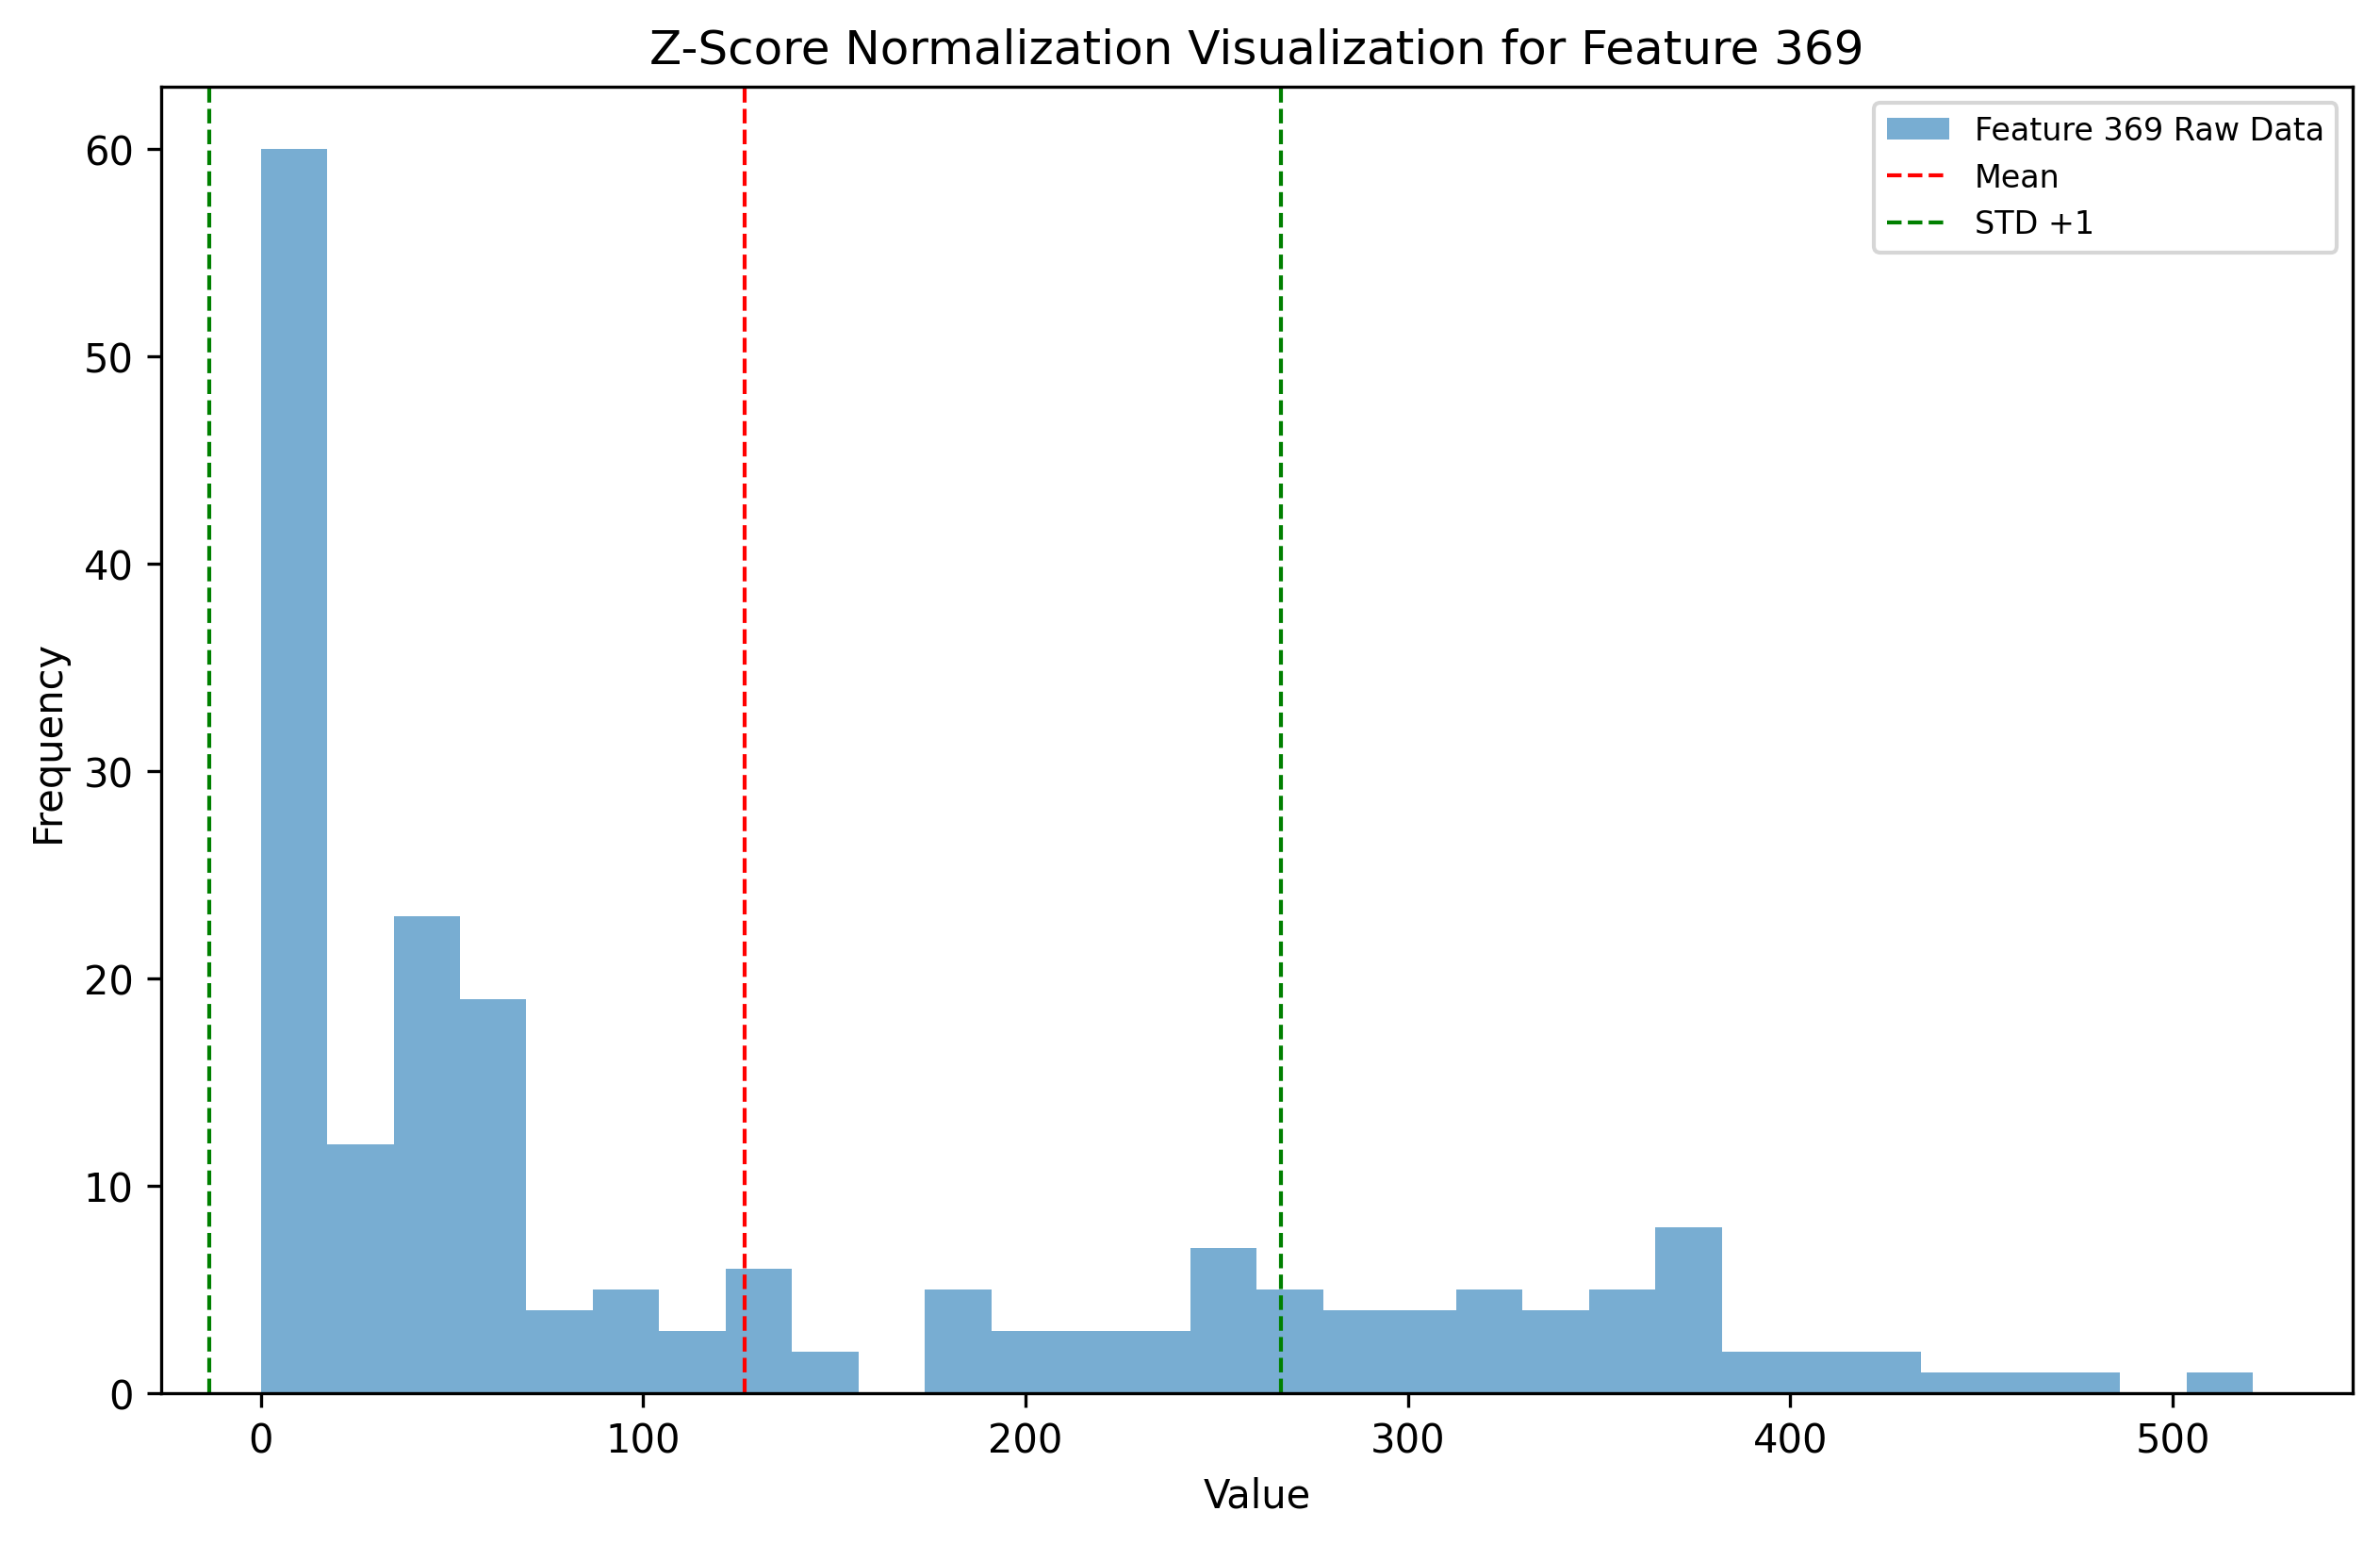 Z-Score Normalization Visualization for Feature 369
Feature 369 Raw Data
Mean
STD +1
60
50
40
30
20
10
0
Frequency
0 100 200 300 400 500
Value